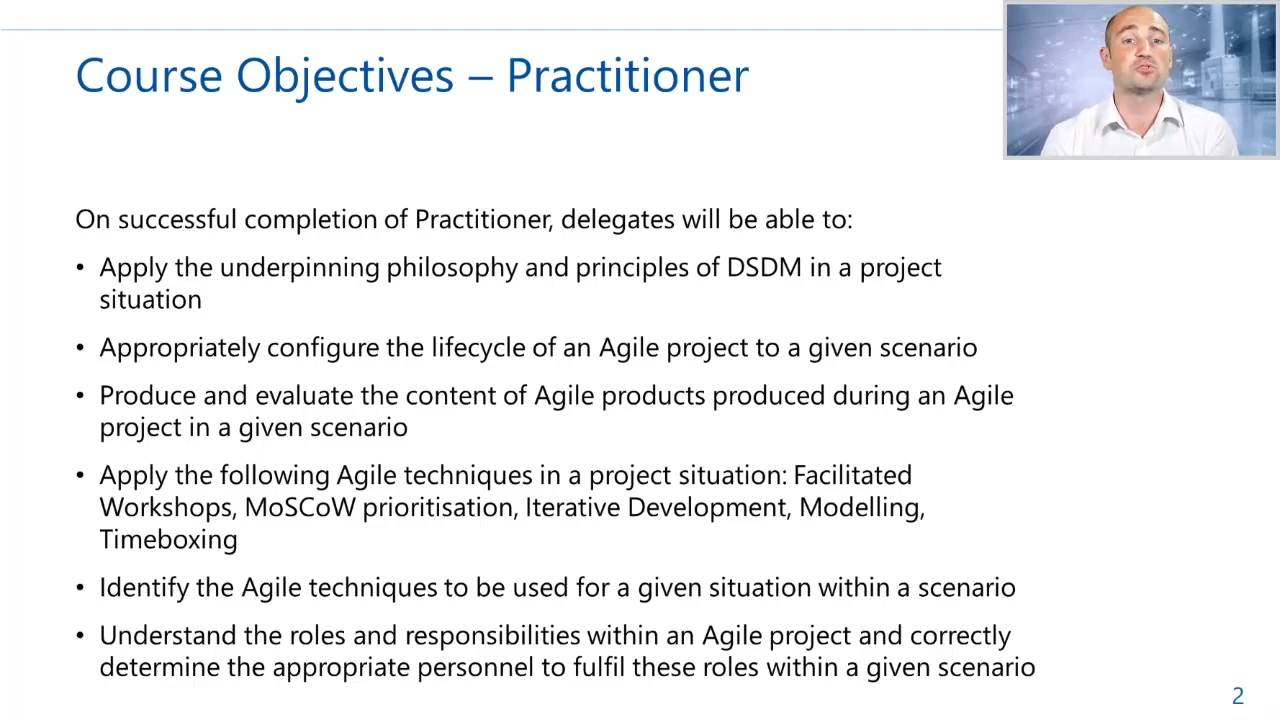 Course Objectives – Practitioner
On successful completion of Practitioner, delegates will be able to:
• Apply the underpinning philosophy and principles of DSDM in a project
situation
• Appropriately configure the lifecycle of an Agile project to a given scenario
• Produce and evaluate the content of Agile products produced during an Agile
project in a given scenario
• Apply the following Agile techniques in a project situation: Facilitated
Workshops, MoSCoW prioritisation, Iterative Development, Modelling,
Timeboxing
• Identify the Agile techniques to be used for a given situation within a scenario
• Understand the roles and responsibilities within an Agile project and correctly
determine the appropriate personnel to fulfil these roles within a given scenario
2